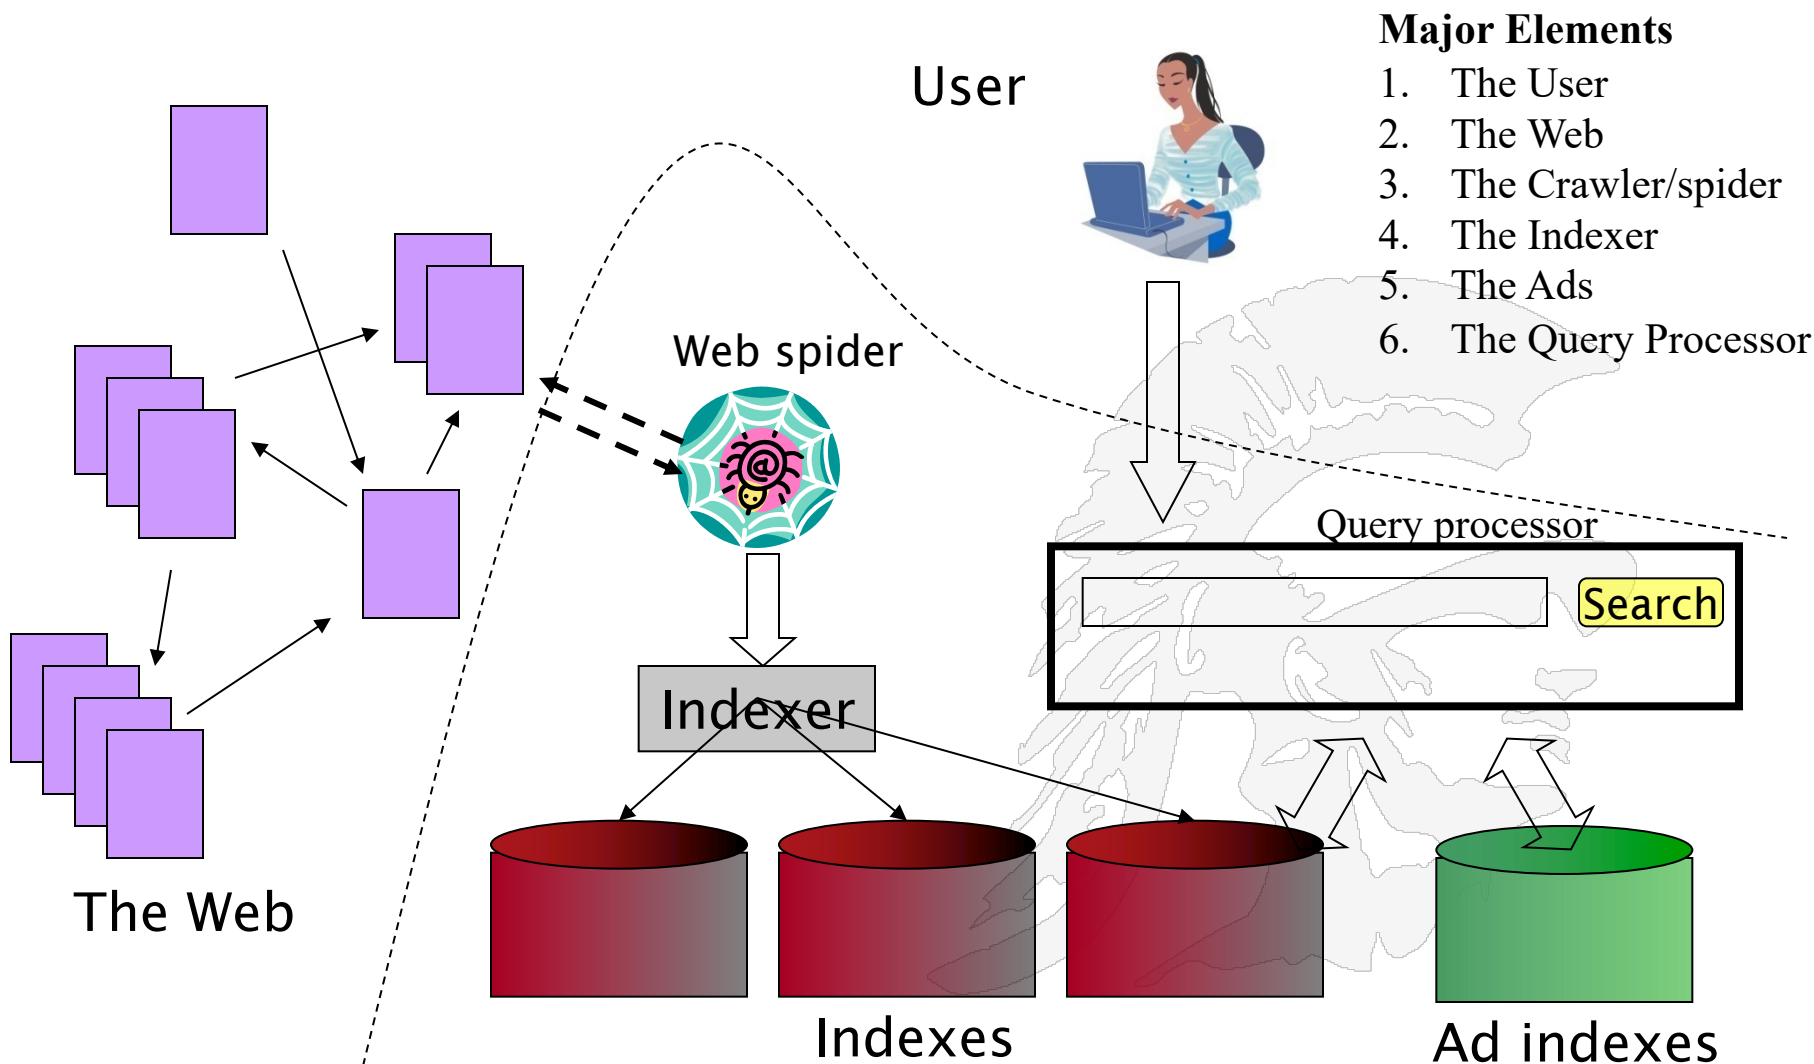 Major Elements
1. The User
2. The Web
3. The Crawler/spider
4. The Indexer
5. The Ads
6. The Query Processor
User
Web spider
@
Query processor
Search
Indexer
The Web
Indexes
Ad indexes